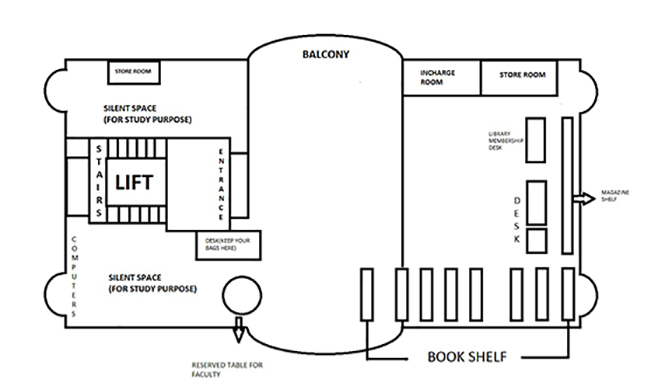 BALCONY
STORE ROOM
INCHARGE
ROOM
STORE ROOM
SILENT SPACE
(FOR STUDY PURPOSE)
LIBRARY
MEMBERSHIP
DESK
STAIRS
LIFT
ENTRANCE
MAGAZINE
SHELF
DESK
DESK(KEEP YOUR
BAGS HERE)
COMPUTERS
SILENT SPACE
(FOR STUDY PURPOSE)
BOOK SHELF
RESERVED TABLE FOR
FACULTY